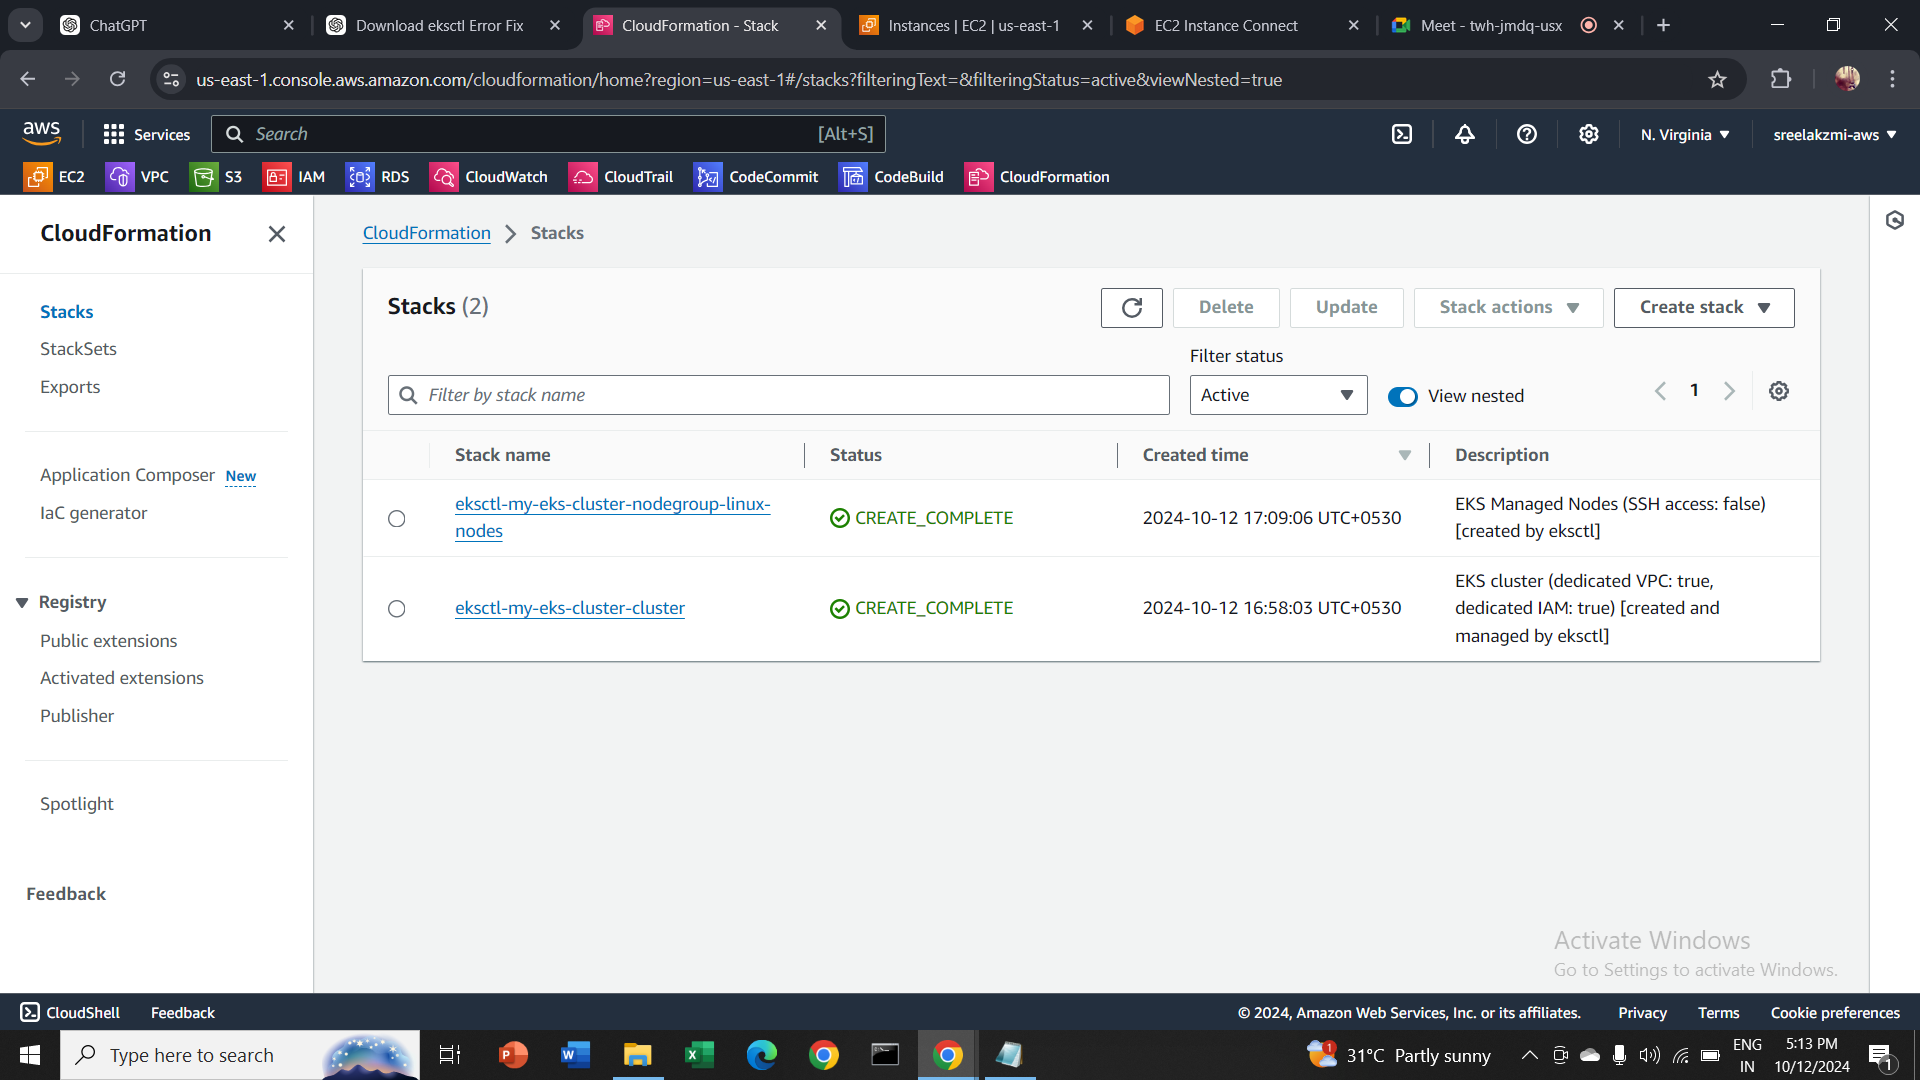 ChatGPT
Download eksctl Error Fix
CloudFormation - Stack
Instances | EC2 | us-east-1
EC2 Instance Connect
Meet - twh-jmdq-usx
us-east-1.console.aws.amazon.com/cloudformation/home?region=us-east-1#/stacks?filteringText=&filteringStatus=active&viewNested=true
aws
Services
Search
[Alt+S]
N. Virginia
sreelakzmi-aws
EC2
VPC
S3
IAM
RDS
CloudWatch
CloudTrail
CodeCommit
CodeBuild
CloudFormation
CloudFormation
Stacks
StackSets
Exports
Application Composer New
IaC generator
Registry
Public extensions
Activated extensions
Publisher
Spotlight
Feedback
CloudFormation
Stacks
Stacks (2)
Delete
Update
Stack actions
Create stack
Filter status
Filter by stack name
Active
View nested
1
Stack name
Status
Created time
Description
eksctl-my-eks-cluster-nodegroup-linux-
nodes
CREATE_COMPLETE
2024-10-12 17:09:06 UTC+0530
EKS Managed Nodes (SSH access: false)
[created by eksctl]
eksctl-my-eks-cluster-cluster
CREATE_COMPLETE
2024-10-12 16:58:03 UTC+0530
EKS cluster (dedicated VPC: true,
dedicated IAM: true) [created and
managed by eksctl]
Activate Windows
Go to Settings to activate Windows.
CloudShell
Feedback
© 2024, Amazon Web Services, Inc. or its affiliates.
Privacy
Terms
Cookie preferences
Type here to search
31°C Partly sunny
ENG
IN
5:13 PM
10/12/2024
1